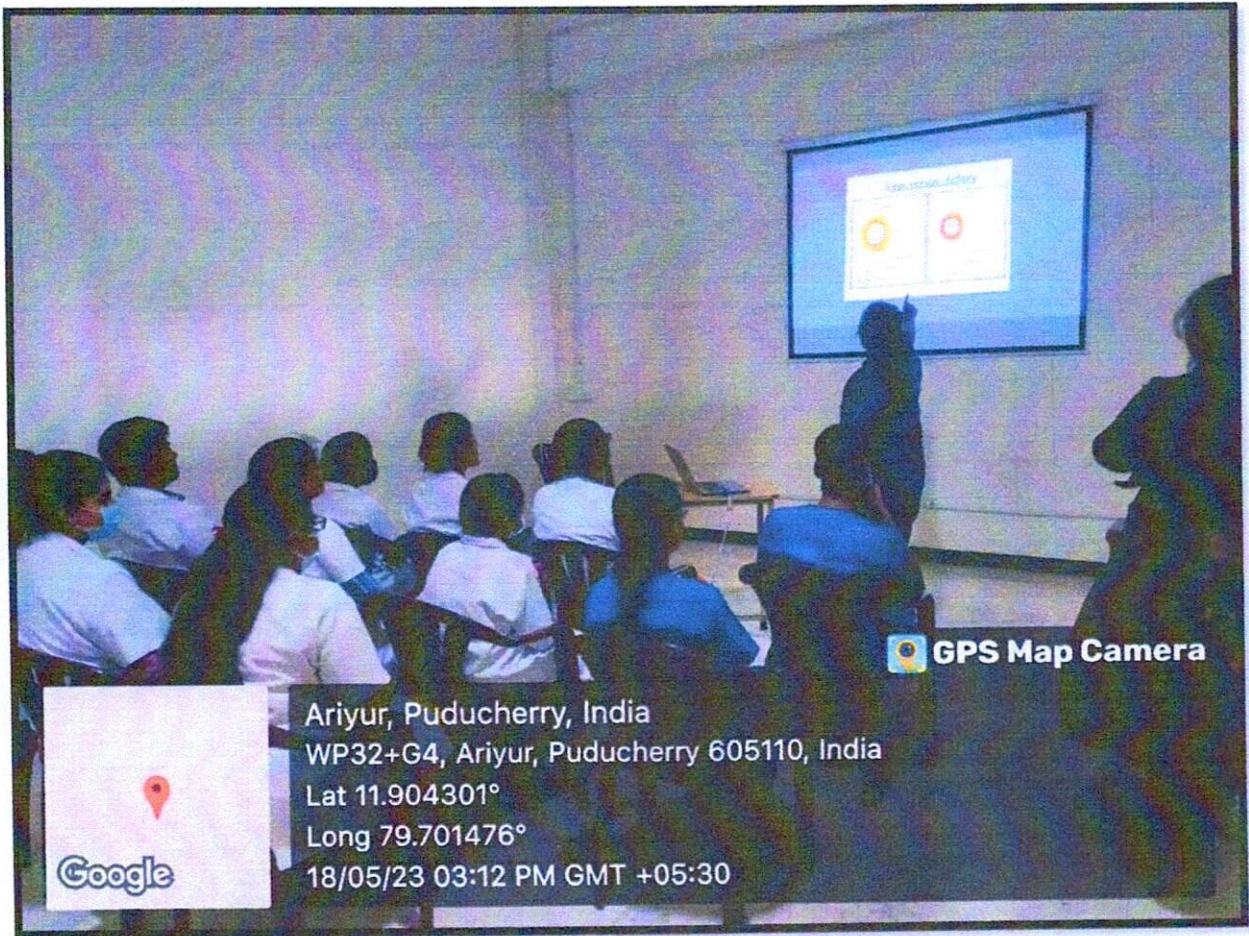 GPS Map Camera
Ariyur, Puducherry, India
WP32+G4, Ariyur, Puducherry 605110, India
Lat 11.904301°
Long 79.701476°
18/05/23 03:12 PM GMT +05:30
Google